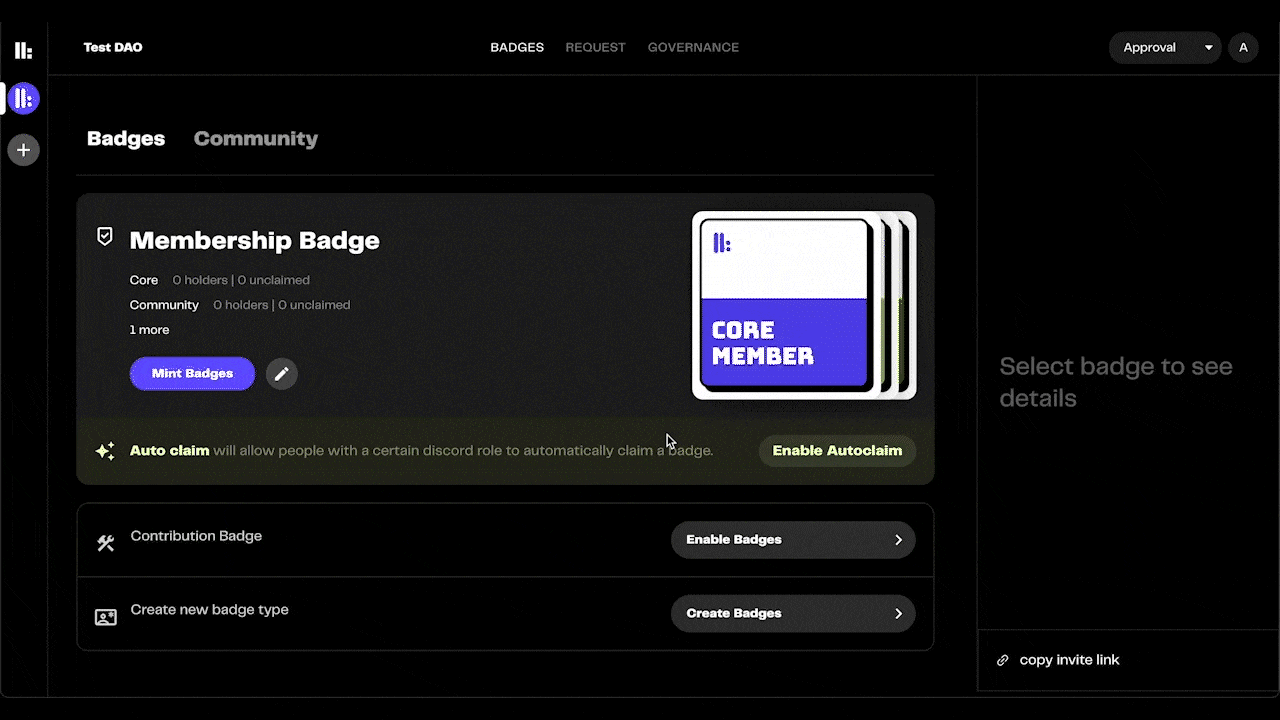 Test DAO
BADGES
REQUEST
GOVERNANCE
Approval
A
Badges
Community
Membership Badge
Core 0 holders | 0 unclaimed
Community 0 holders | 0 unclaimed
1 more
Mint Badges
CORE
MEMBER
Auto claim will allow people with a certain discord role to automatically claim a badge.
Enable Autoclaim
Contribution Badge
Enable Badges
Create new badge type
Create Badges
Select badge to see
details
copy invite link